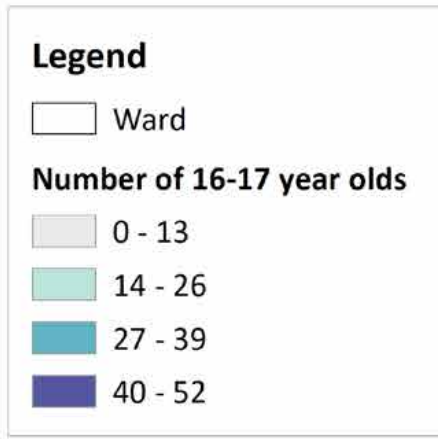 Legend
Ward
Number of 16-17 year olds
0 - 13
14 - 26
27 - 39
40 - 52